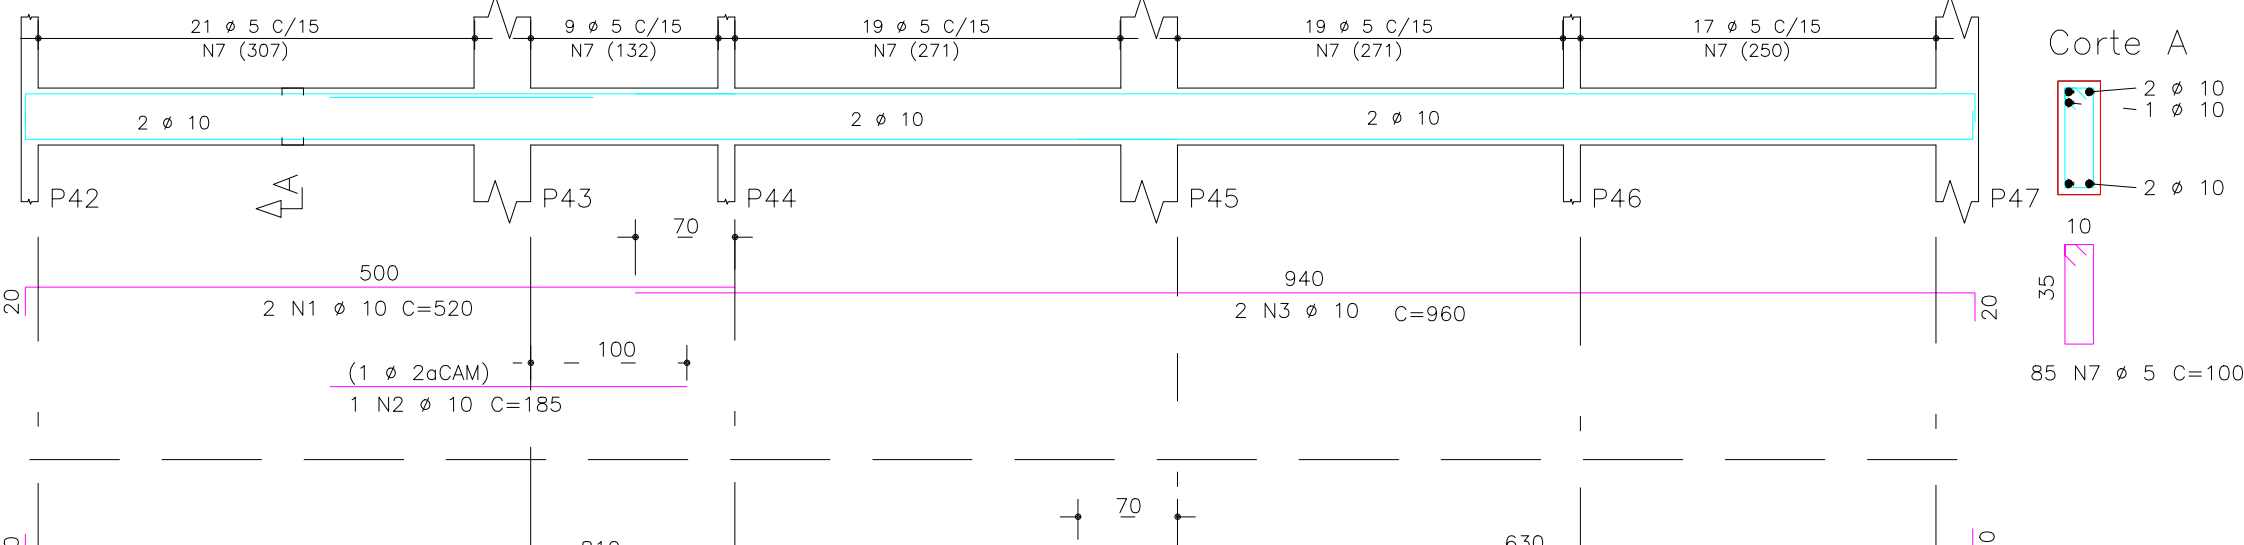 21 ø 5 C/15
N7 (307)
9 ø 5 C/15
N7 (132)
19 ø 5 C/15
N7 (271)
19 ø 5 C/15
N7 (271)
17 ø 5 C/15
N7 (250)
Corte A
2 ø 10
1 ø 10
2 ø 10
2 ø 10
2 ø 10
2 ø 10
A
P42
P43
P44
P45
P46
P47
10
70
500
20
2 N1 ø 10 C=520
940
2 N3 ø 10 C=960
20
35
85 N7 ø 5 C=100
100
(1 ø 2aCAM)
1 N2 ø 10 C=185
70
630